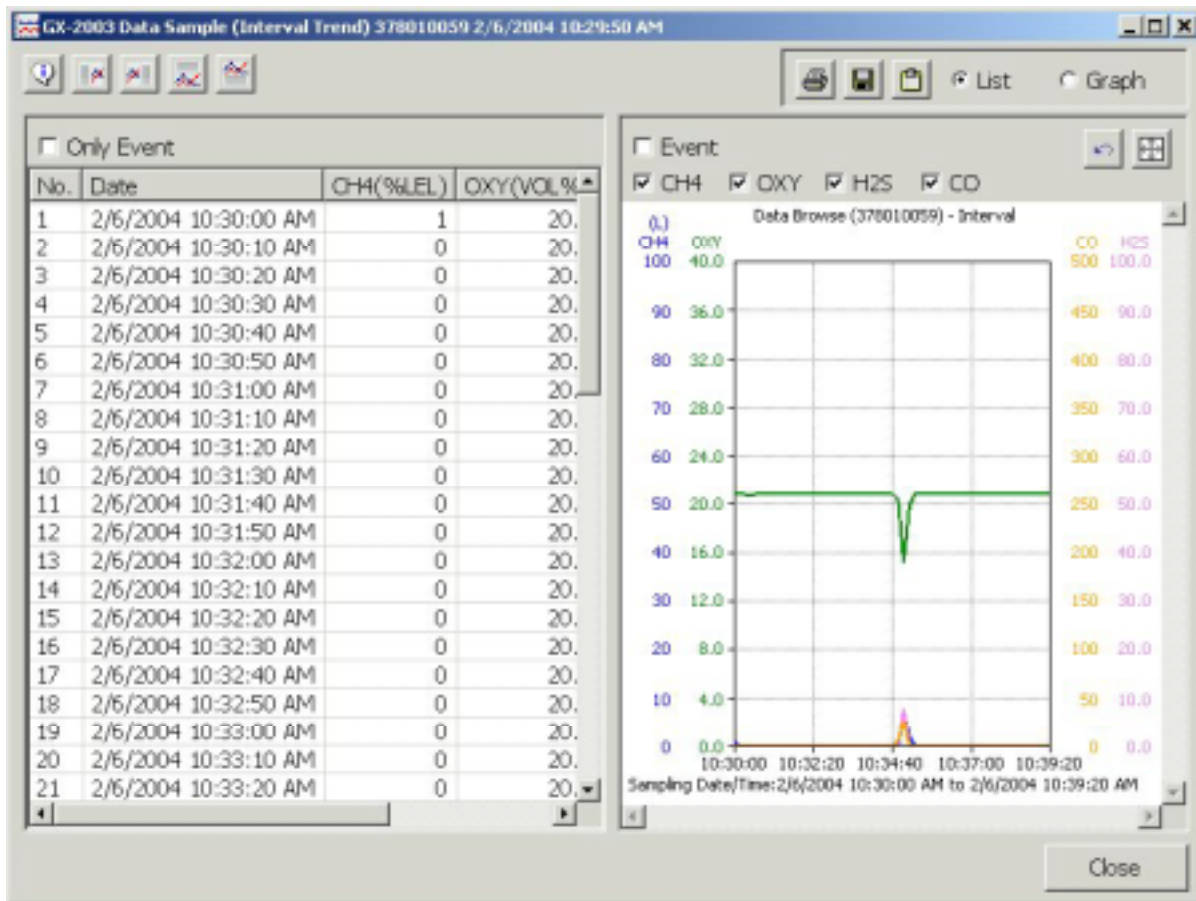 GX-2003 Data Sample (Interval Trend) 378010059 2/6/2004 10:29:50 AM
List Graph
Only Event
No. Date CH4(%LEL) OXY(VOL%
1 2/6/2004 10:30:00 AM 1 20.
2 2/6/2004 10:30:10 AM 0 20.
3 2/6/2004 10:30:20 AM 0 20.
4 2/6/2004 10:30:30 AM 0 20.
5 2/6/2004 10:30:40 AM 0 20.
6 2/6/2004 10:30:50 AM 0 20.
7 2/6/2004 10:31:00 AM 0 20.
8 2/6/2004 10:31:10 AM 0 20.
9 2/6/2004 10:31:20 AM 0 20.
10 2/6/2004 10:31:30 AM 0 20.
11 2/6/2004 10:31:40 AM 0 20.
12 2/6/2004 10:31:50 AM 0 20.
13 2/6/2004 10:32:00 AM 0 20.
14 2/6/2004 10:32:10 AM 0 20.
15 2/6/2004 10:32:20 AM 0 20.
16 2/6/2004 10:32:30 AM 0 20.
17 2/6/2004 10:32:40 AM 0 20.
18 2/6/2004 10:32:50 AM 0 20.
19 2/6/2004 10:33:00 AM 0 20.
20 2/6/2004 10:33:10 AM 0 20.
21 2/6/2004 10:33:20 AM 0 20.
Event
CH4 OXY H2S CO
Data Browse (378010059) - Interval
(L)
CH4 OXY CO H2S
100 40.0 500 100.0
90 36.0 450 90.0
80 32.0 400 80.0
70 28.0 350 70.0
60 24.0 300 60.0
50 20.0 250 50.0
40 16.0 200 40.0
30 12.0 150 30.0
20 8.0 100 20.0
10 4.0 50 10.0
0 0.0 0 0.0
10:30:00 10:32:20 10:34:40 10:37:00 10:39:20
Sampling Date/Time:2/6/2004 10:30:00 AM to 2/6/2004 10:39:20 AM
Close